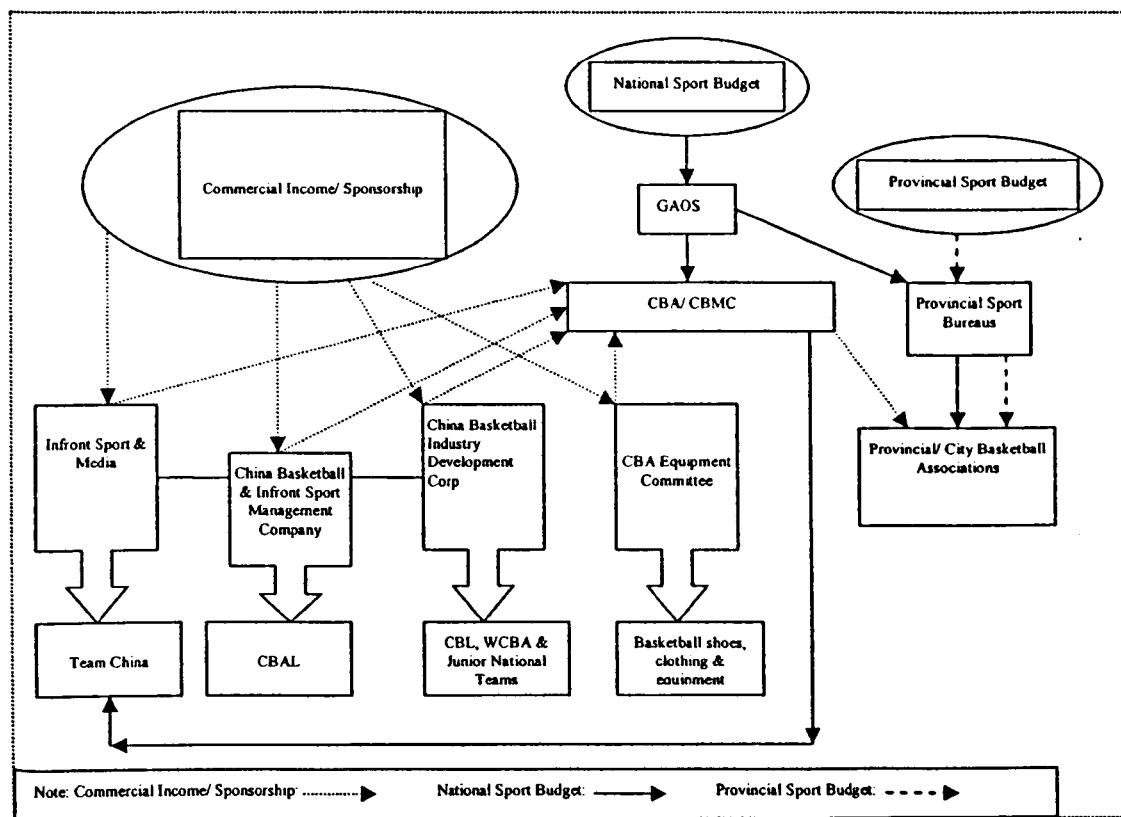 National Sport Budget
Commercial Income/ Sponsorship
Provincial Sport Budget
GAOS
CBA/ CBMC
Provincial Sport
Bureaus
Infront Sport &
Media
China Basketball
& Infront Sport
Management
Company
China Basketball
Industry
Development
Corp
CBA Equipment
Committee
Provincial/ City Basketball
Associations
Team China
CBAL
CBL, WCBA &
Junior National
Teams
Basketball shoes,
clothing &
equipment
Note: Commercial Income/ Sponsorship: National Sport Budget: Provincial Sport Budget: